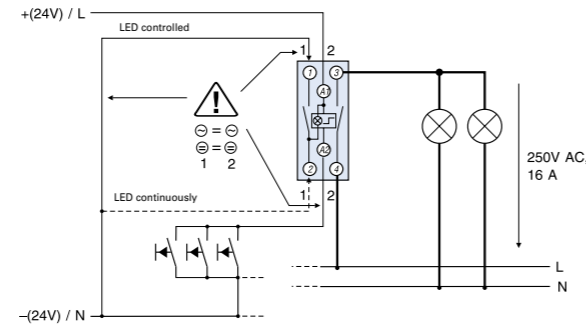 +(24V) / L
LED controlled
1 2
1 3
A1
! 
~ = ~
= = =
1 2
A2
2 4
250V AC,
16 A
LED continuously
1 2
L
N
–(24V) / N